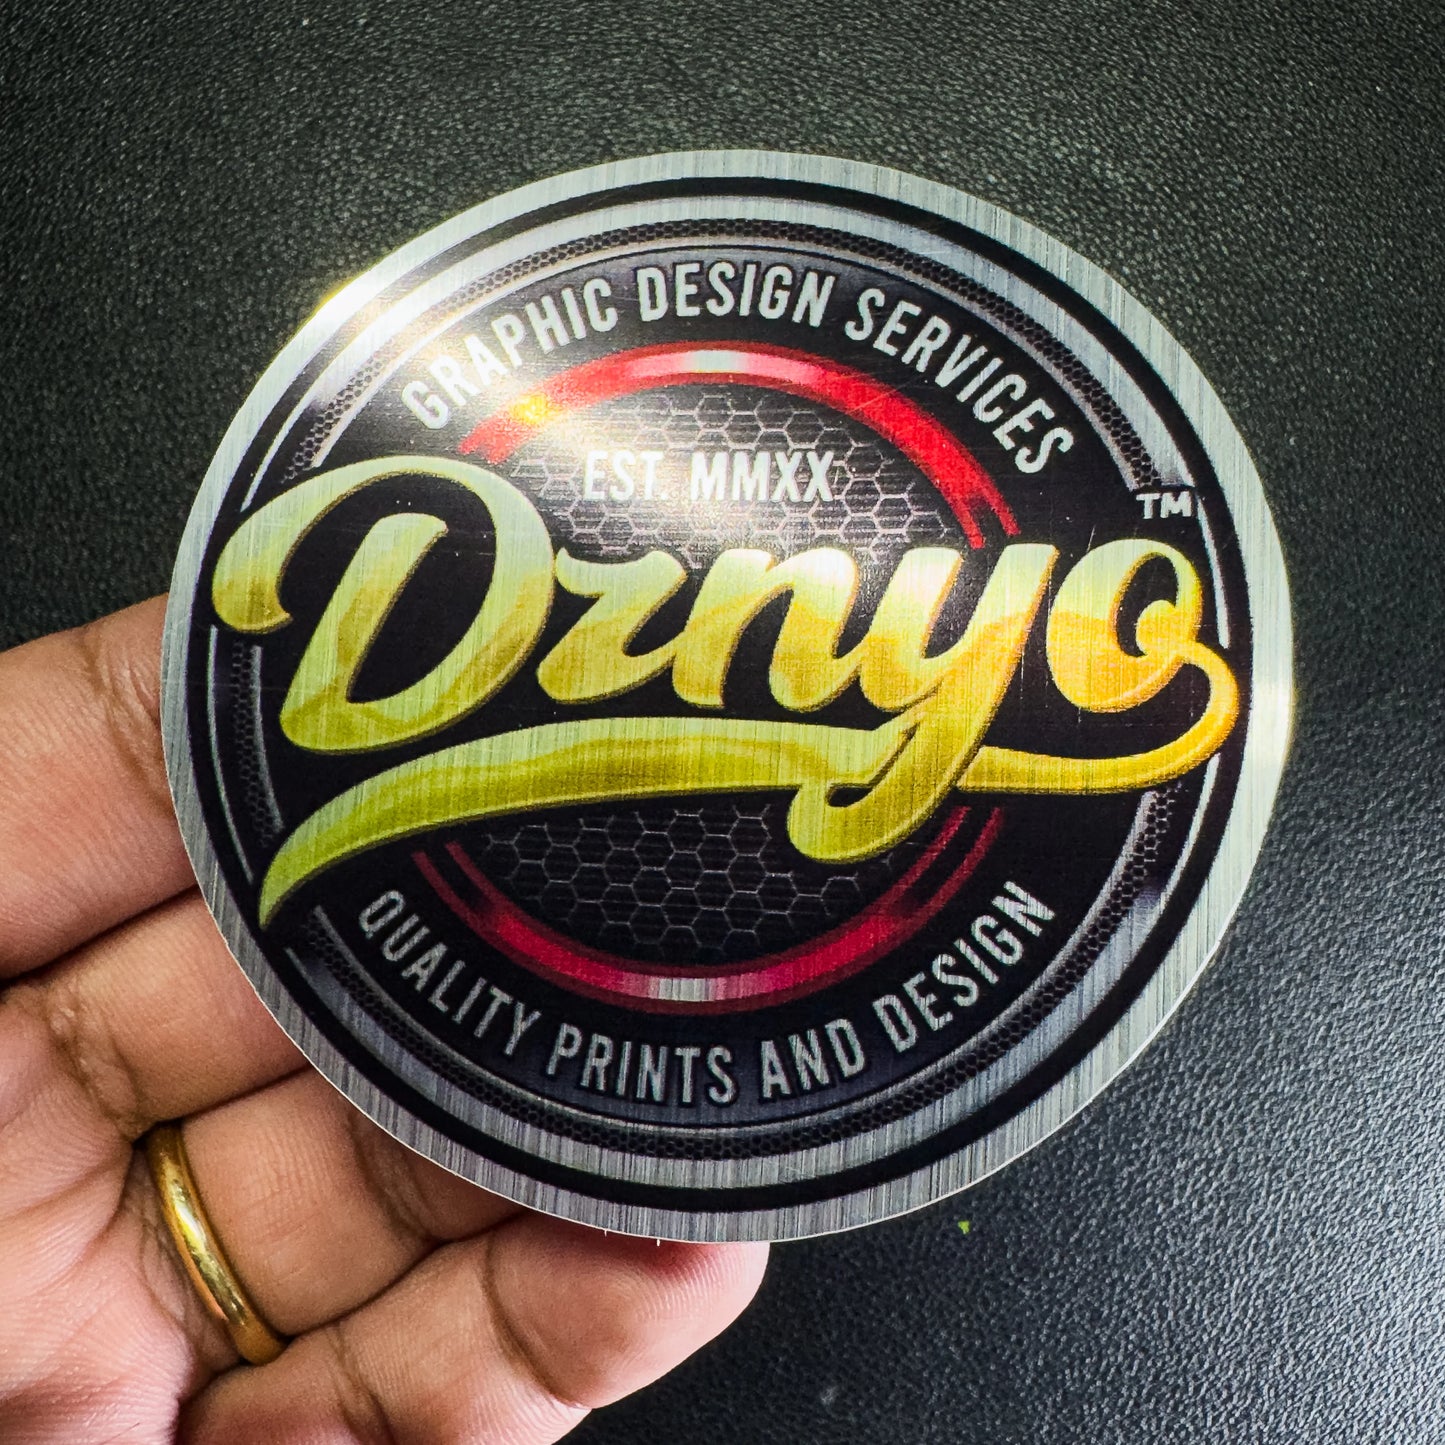 GRAPHIC DESIGN SERVICES
EST. MMXX
Drnyo™
QUALITY PRINTS AND DESIGN